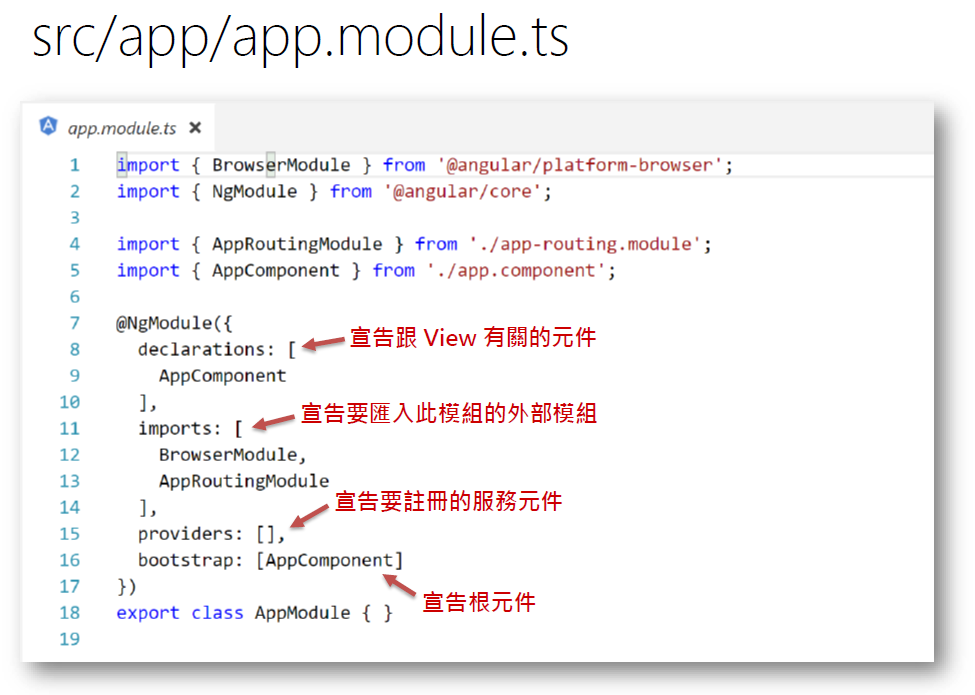 src/app/app.module.ts
app.module.ts ×
1 import { BrowserModule } from '@angular/platform-browser';
2 import { NgModule } from '@angular/core';
3
4 import { AppRoutingModule } from './app-routing.module';
5 import { AppComponent } from './app.component';
6
7 @NgModule({
宣告跟 View 有關的元件
8   declarations: [
9     AppComponent
10   ],
宣告要匯入此模組的外部模組
11   imports: [
12     BrowserModule,
13     AppRoutingModule
14   ],
宣告要註冊的服務元件
15   providers: [],
16   bootstrap: [AppComponent]
17 })
宣告根元件
18 export class AppModule { }
19